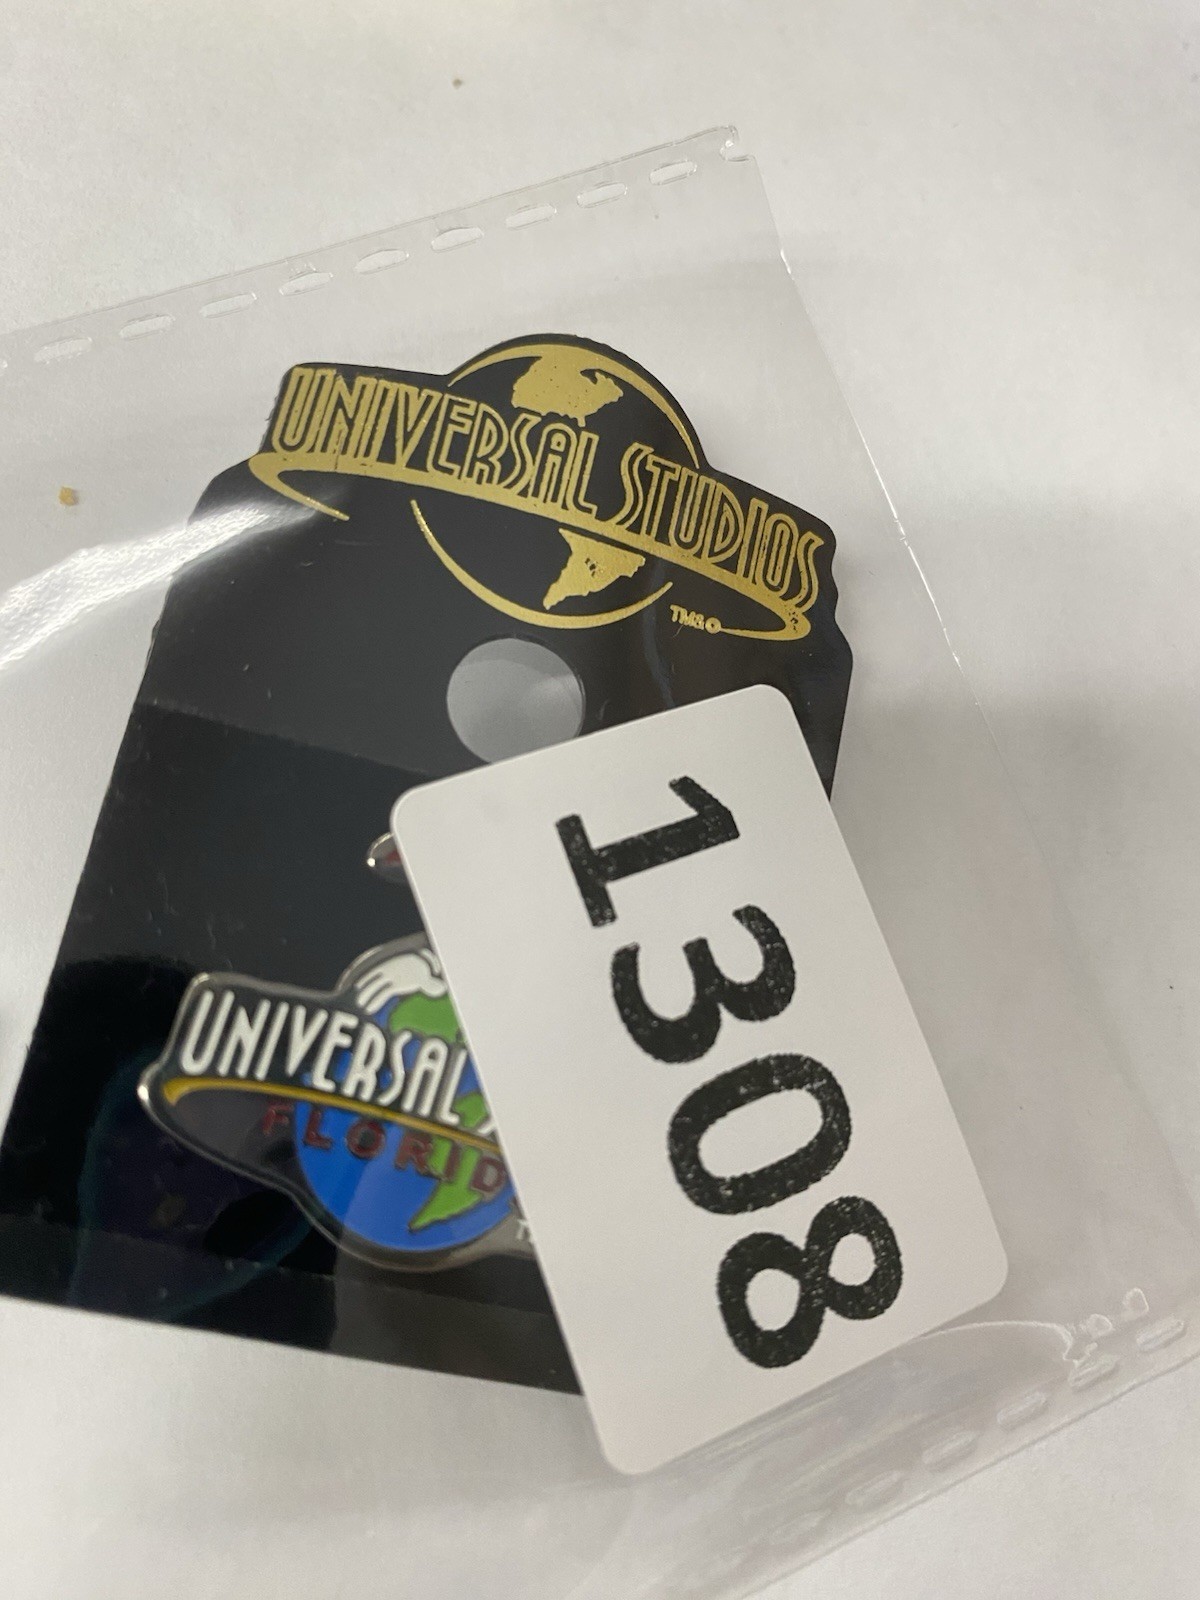 UNIVERSAL STUDIOS
TM&©
1308
UNIVERSAL
FLORID